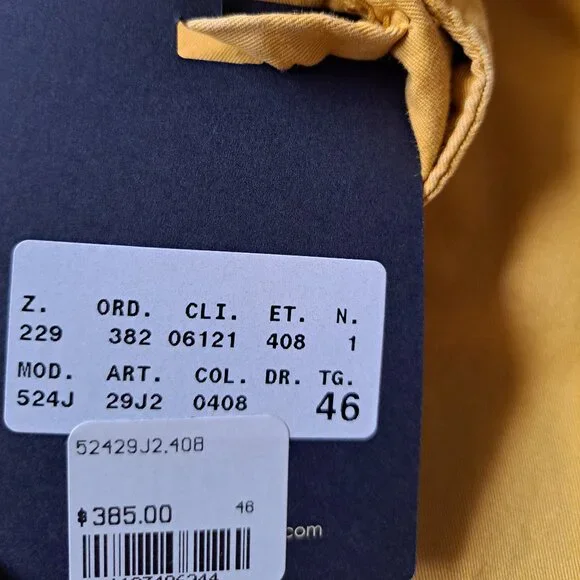 Z. ORD. CLI. ET. N.
229 382 06121 408 1
MOD. ART. COL. DR. TG.
524J 29J2 0408 46
52429J2.408
$385.00 46
com